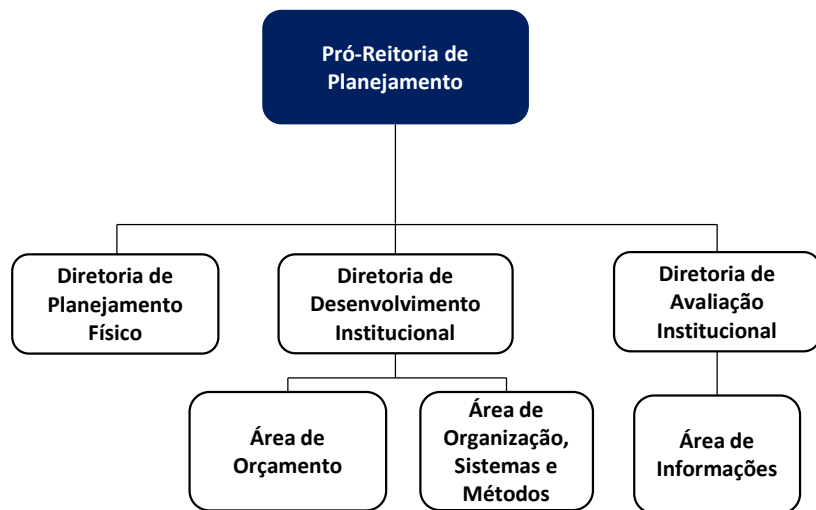 Pró-Reitoria de
Planejamento
Diretoria de
Planejamento
Físico
Diretoria de
Desenvolvimento
Institucional
Diretoria de
Avaliação
Institucional
Área de
Orçamento
Área de
Organização,
Sistemas e
Métodos
Área de
Informações